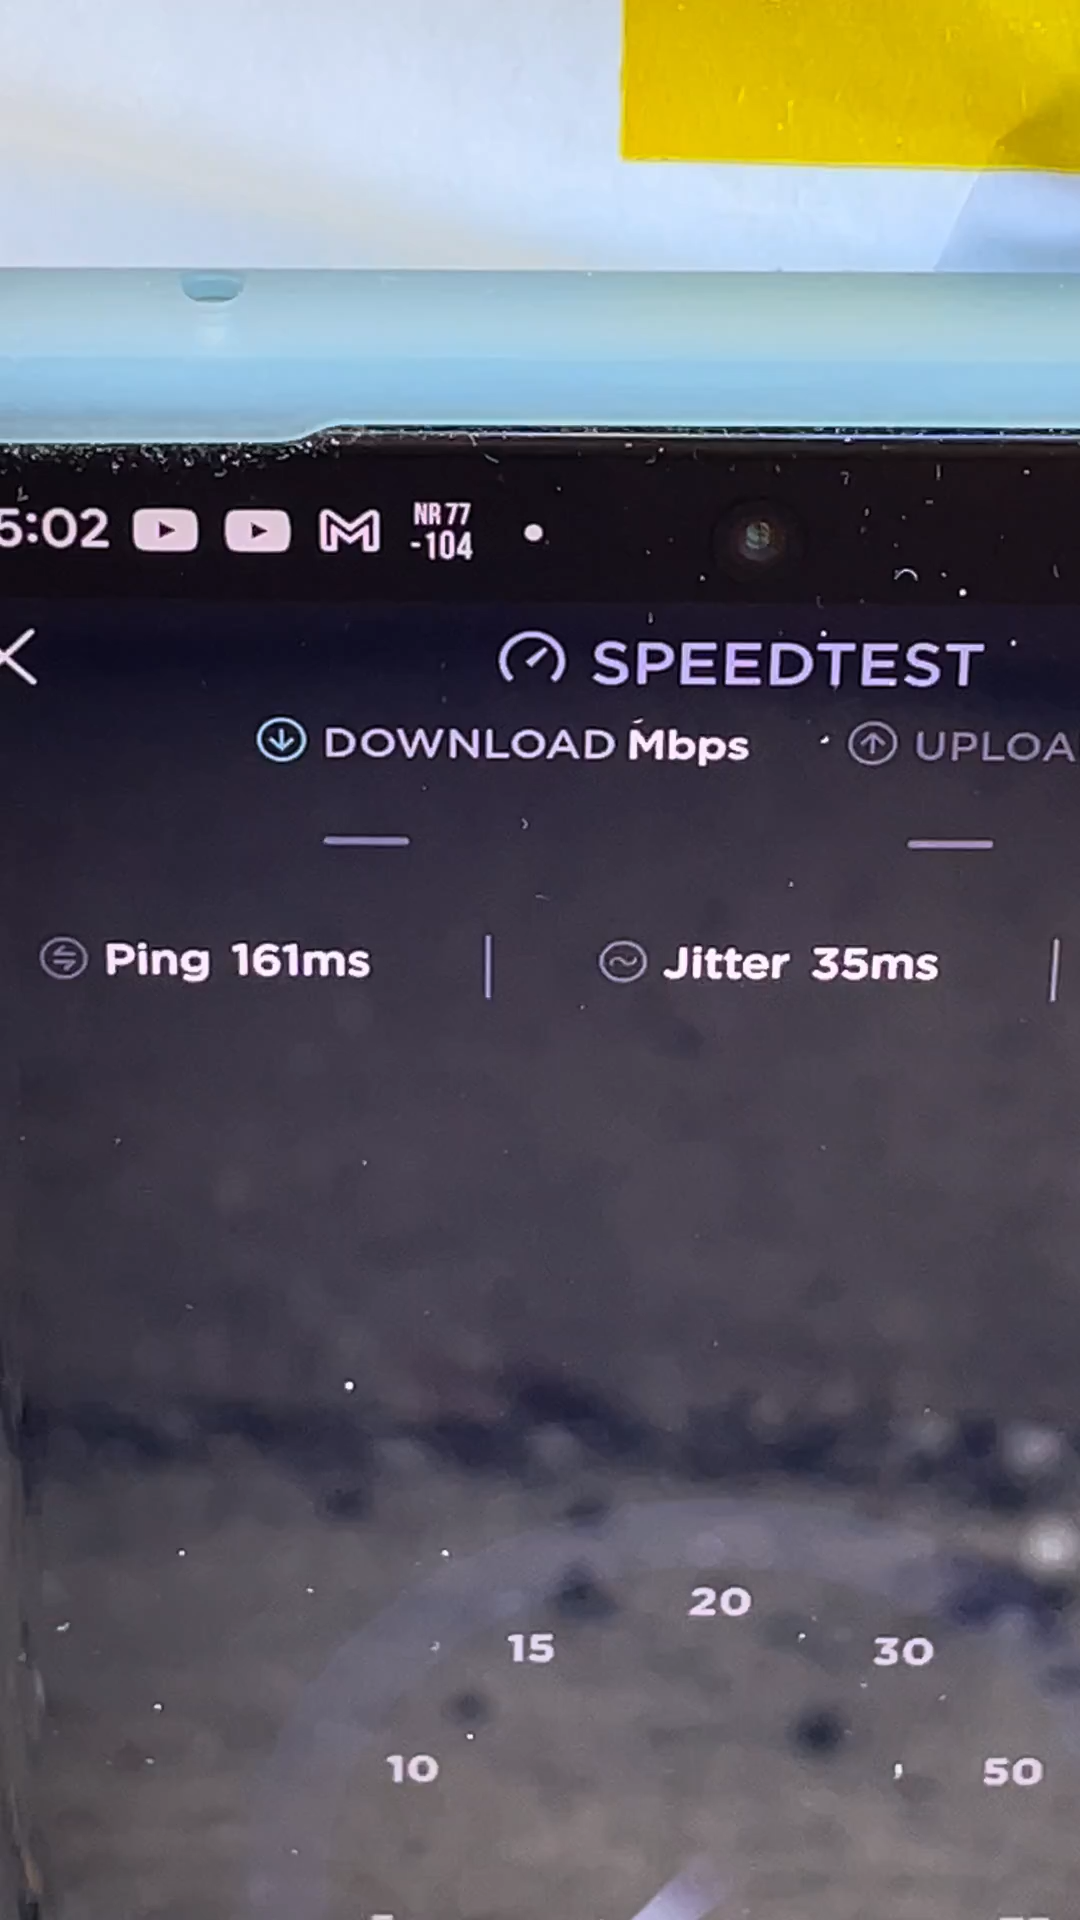 5:02 NR 77
-104
SPEEDTEST
DOWNLOAD Mbps UPLOA
Ping 161ms Jitter 35ms
20
15 30
10 50